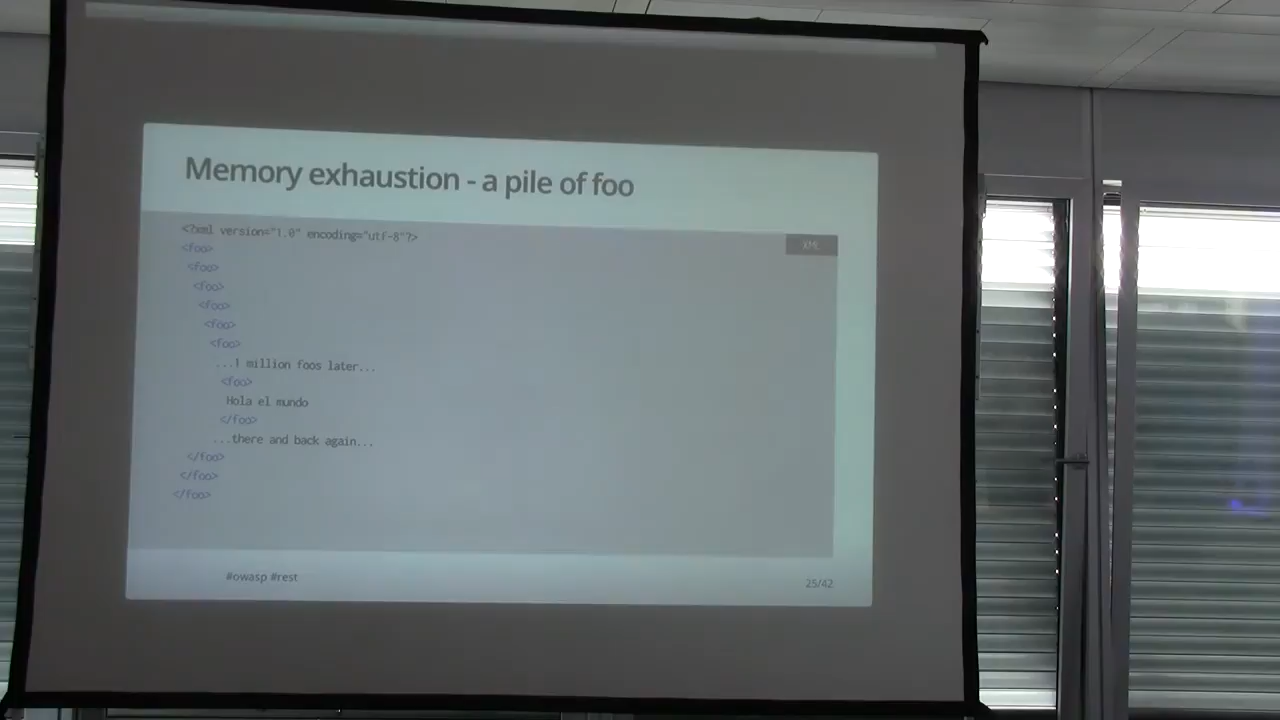 Memory exhaustion - a pile of foo
<?xml version="1.0" encoding="utf-8"?>
XML
<foo>
<foo>
<foo>
<foo>
<foo>
<foo>
...1 million foos later...
<foo>
Hola el mundo
</foo>
...there and back again...
</foo>
</foo>
</foo>
#owasp #rest
25/42